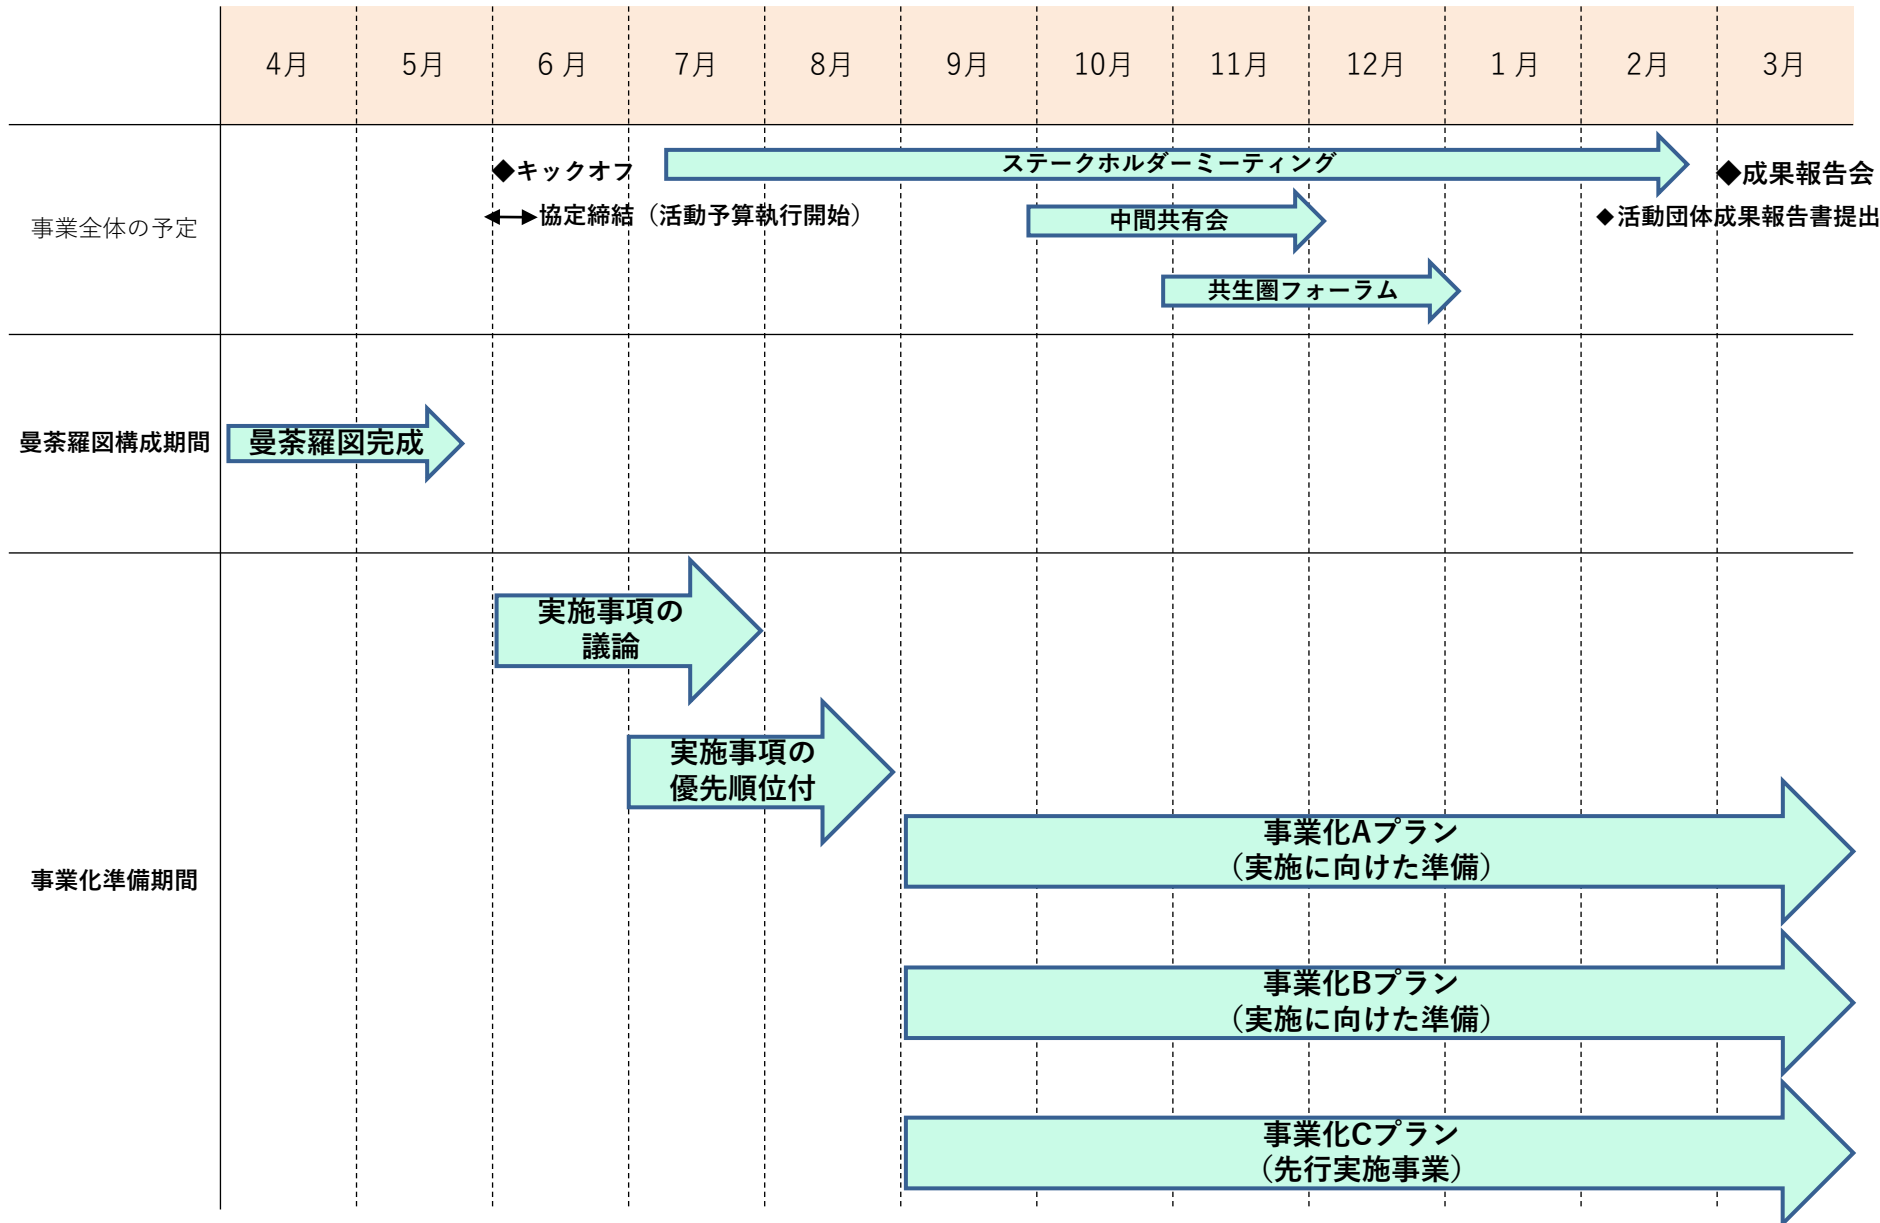 4月 5月 6 月 7月 8月 9月 10月 11月 12月 1 月 2月 3月
事業全体の予定
◆キックオフ
ステークホルダーミーティング
◆成果報告会
協定締結（活動予算執行開始）
中間共有会
◆活動団体成果報告書提出
共生圏フォーラム
曼荼羅図構成期間
曼荼羅図完成
事業化準備期間
実施事項の
議論
実施事項の
優先順位付
事業化Aプラン
（実施に向けた準備）
事業化Bプラン
（実施に向けた準備）
事業化Cプラン
（先行実施事業）